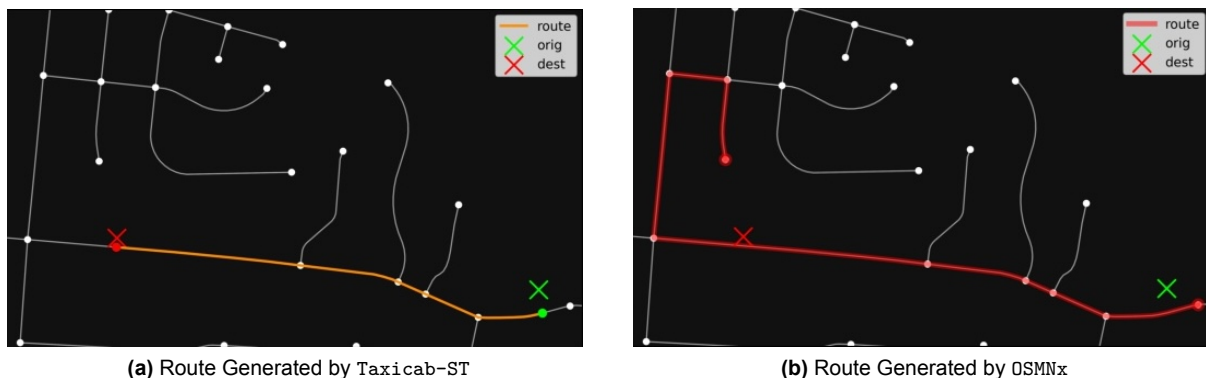 route
orig
dest
route
orig
dest
(a) Route Generated by Taxicab-ST
(b) Route Generated by OSMNx